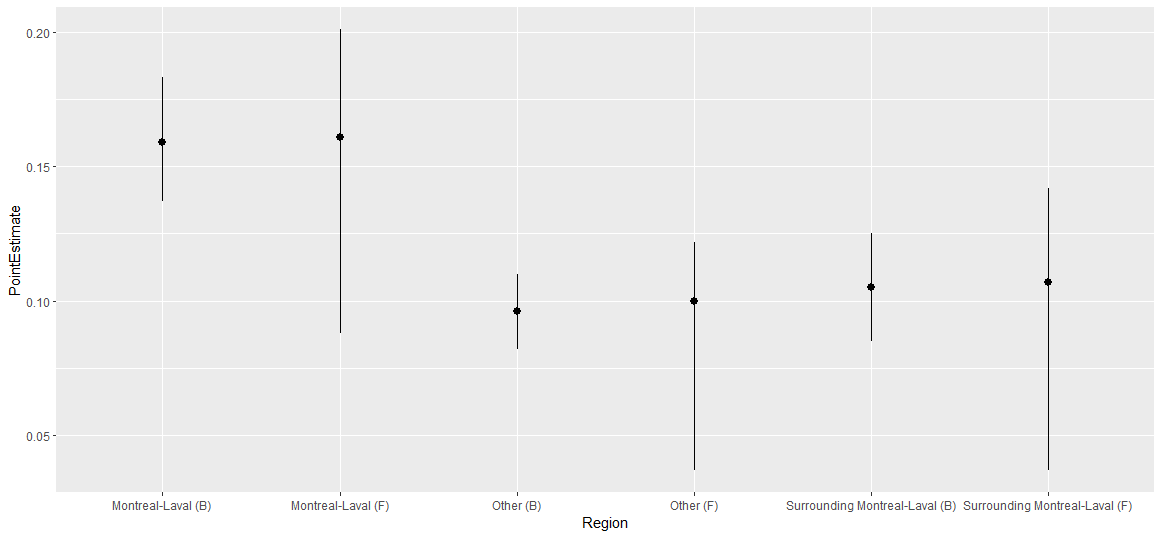 PointEstimate
0.20
0.15
0.10
0.05
Montreal-Laval (B) Montreal-Laval (F) Other (B) Other (F) Surrounding Montreal-Laval (B) Surrounding Montreal-Laval (F)
Region